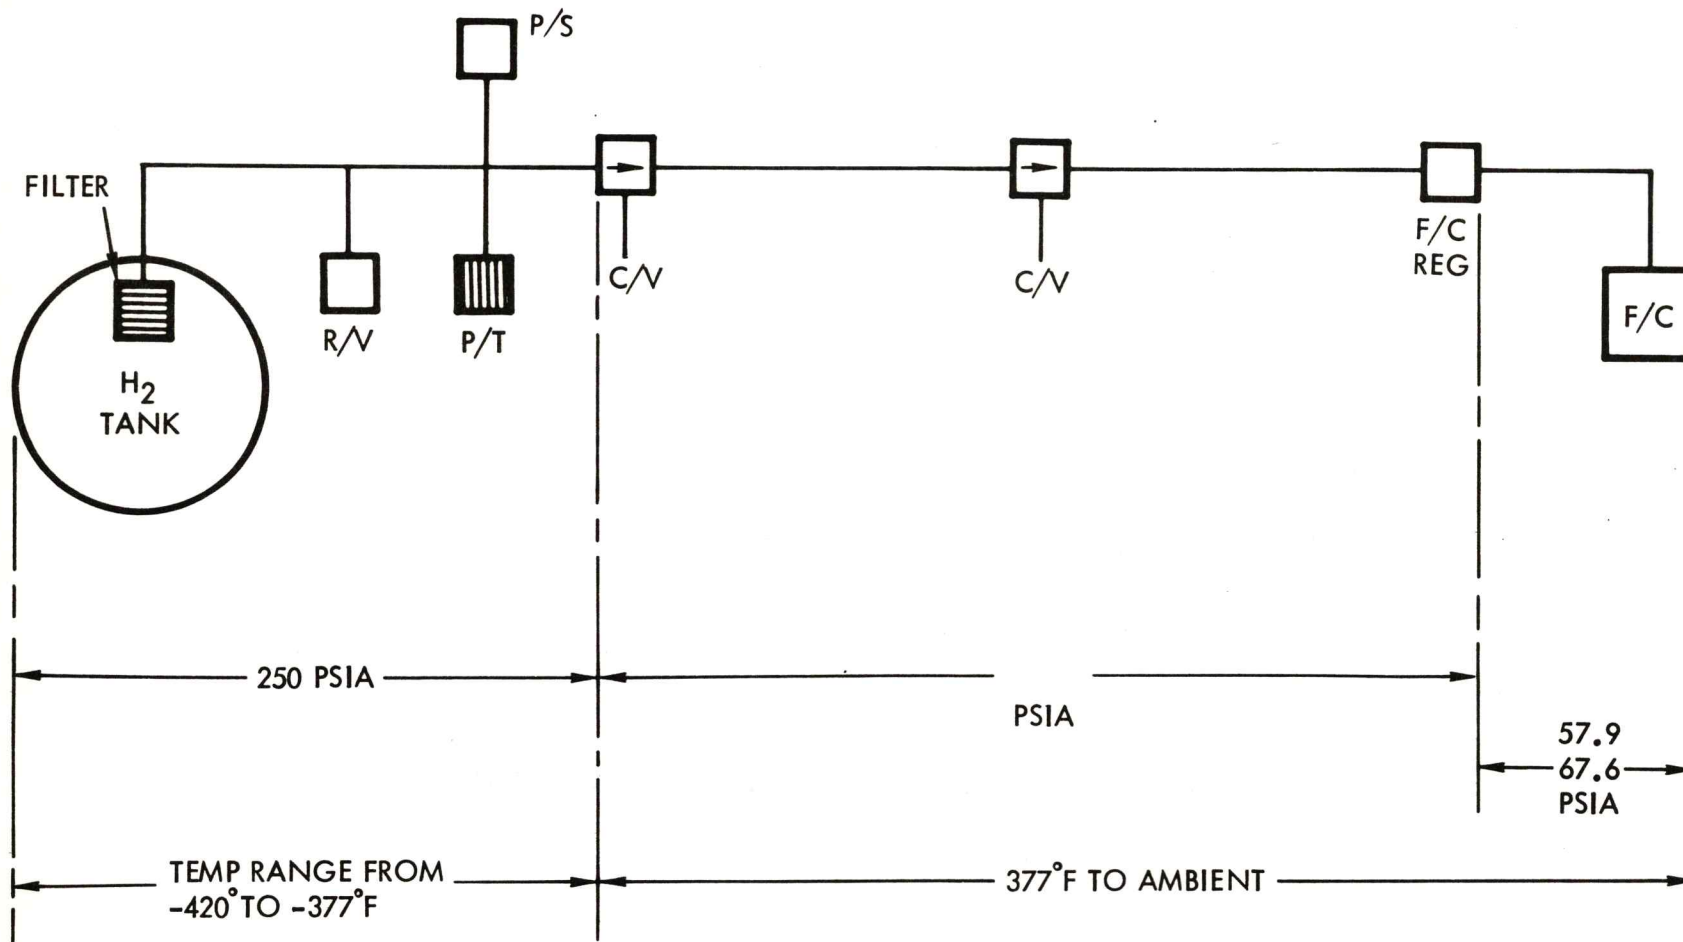 P/S
FILTER
F/C
REG
C/V
C/V
R/V
P/T
F/C
H2
TANK
250 PSIA
PSIA
57.9
67.6
PSIA
TEMP RANGE FROM
-420° TO -377°F
377°F TO AMBIENT